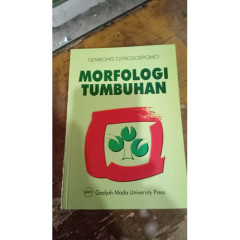 GEMBONG TJITROSOEPOMO
MORFOLOGI
TUMBUHAN
Gadjah Mada University Press